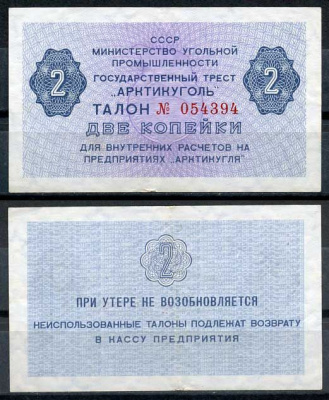 СССР
МИНИСТЕРСТВО УГОЛЬНОЙ
ПРОМЫШЛЕННОСТИ
ГОСУДАРСТВЕННЫЙ ТРЕСТ
2 „АРКТИКУГОЛЬ" 2
ТАЛОН № 054394
ДВЕ КОПЕЙКИ
ДЛЯ ВНУТРЕННИХ РАСЧЕТОВ НА
ПРЕДПРИЯТИЯХ „АРКТИКУГЛЯ"
2
ПРИ УТЕРЕ НЕ ВОЗОБНОВЛЯЕТСЯ
НЕИСПОЛЬЗОВАННЫЕ ТАЛОНЫ ПОДЛЕЖАТ ВОЗВРАТУ
В КАССУ ПРЕДПРИЯТИЯ